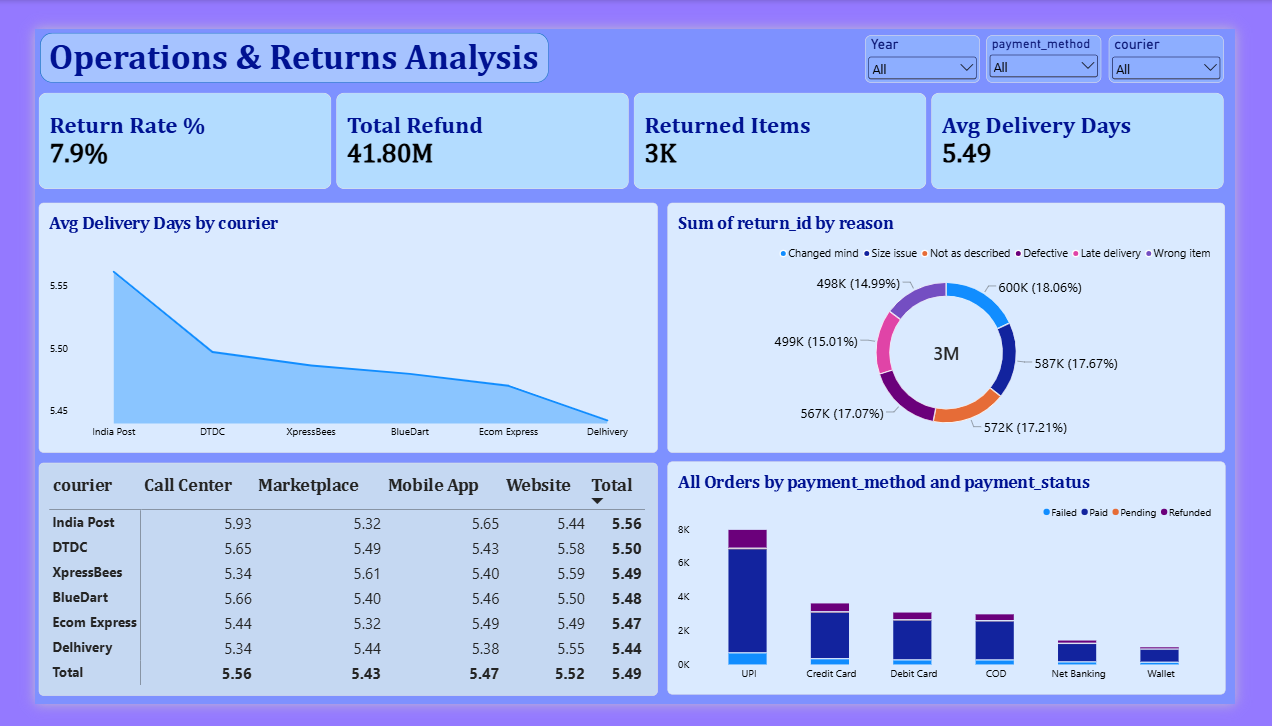 Operations & Returns Analysis
Year
All
payment_method
All
courier
All
Return Rate %
7.9%
Total Refund
41.80M
Returned Items
3K
Avg Delivery Days
5.49
Avg Delivery Days by courier
5.55
5.50
5.45
India Post DTDC XpressBees BlueDart Ecom Express Delhivery
Sum of return_id by reason
Changed mind Size issue Not as described Defective Late delivery Wrong item
498K (14.99%)
600K (18.06%)
499K (15.01%)
3M
587K (17.67%)
567K (17.07%)
572K (17.21%)
courier Call Center Marketplace Mobile App Website Total
India Post 5.93 5.32 5.65 5.44 5.56
DTDC 5.65 5.49 5.43 5.58 5.50
XpressBees 5.34 5.61 5.40 5.59 5.49
BlueDart 5.66 5.40 5.46 5.50 5.48
Ecom Express 5.44 5.32 5.49 5.49 5.47
Delhivery 5.34 5.44 5.38 5.55 5.44
Total 5.56 5.43 5.47 5.52 5.49
All Orders by payment_method and payment_status
Failed Paid Pending Refunded
8K
6K
4K
2K
0K
UPI Credit Card Debit Card COD Net Banking Wallet